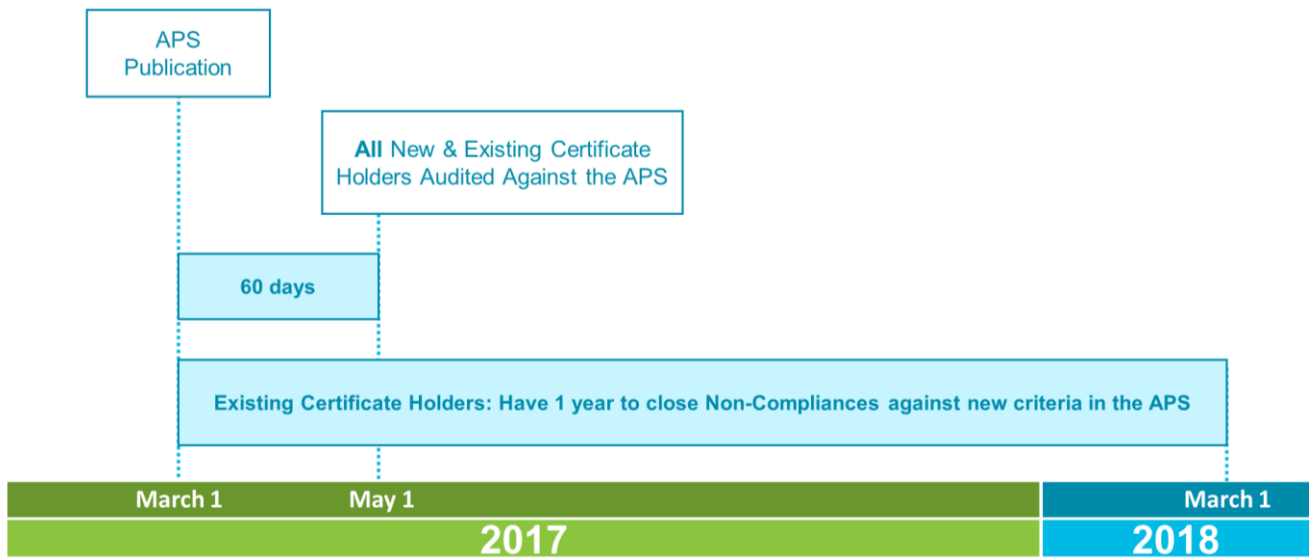 APS
Publication
All New & Existing Certificate
Holders Audited Against the APS
60 days
Existing Certificate Holders: Have 1 year to close Non-Compliances against new criteria in the APS
March 1
May 1
March 1
2017
2018